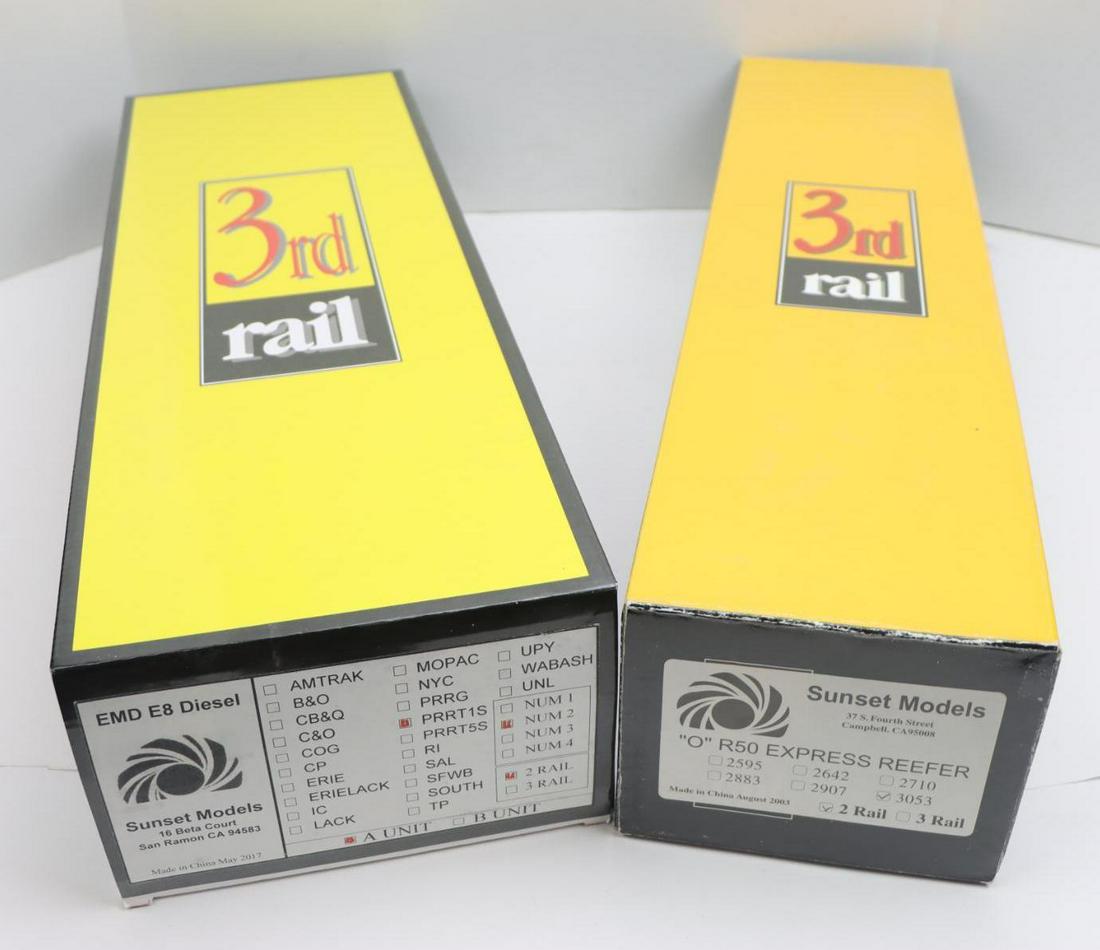 3rd
rail
EMD E8 Diesel
Sunset Models
16 Beta Court
San Ramon CA 94583
Made in China May 2017
AMTRAK
B&O
CB&Q
C&O
COG
CP
ERIE
ERIELACK
IC
LACK
MOPAC
NYC
PRRG
PRRT1S
PRRT5S
RI
SAL
SFWB
SOUTH
TP
UPY
WABASH
UNL
NUM 1
NUM 2
NUM 3
NUM 4
2 RAIL
3 RAIL
A UNIT B UNIT
3rd
rail
Sunset Models
37 S. Fourth Street
Campbell, CA95008
"O" R50 EXPRESS REEFER
2595 2642 2710
2883 2907 3053
Made in China August 2003
2 Rail 3 Rail